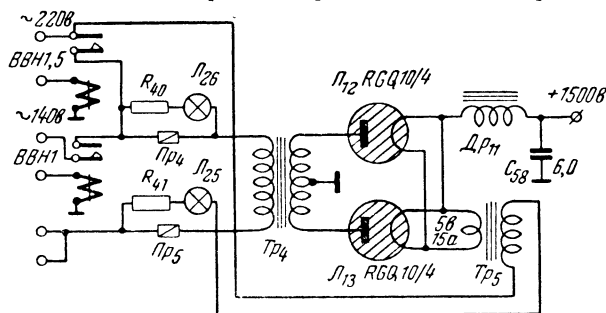 ~220в
ВВН1,5
~140в
ВВН1
R40
Л26
Пр4
R41
Л25
Пр5
Тр4
Л12 RGQ10/4
Л13 RGQ10/4
5в
15а
Др11
+1500в
С58
6,0
Тр5